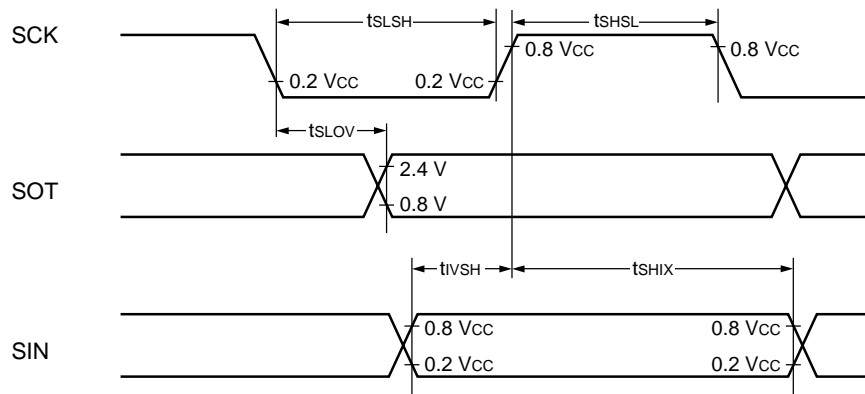 tSLSH
tSHSL
SCK
0.8 VCC
0.8 VCC
0.2 VCC
0.2 VCC
tSLOV
SOT
2.4 V
0.8 V
tIVSH
tSHIX
SIN
0.8 VCC
0.8 VCC
0.2 VCC
0.2 VCC